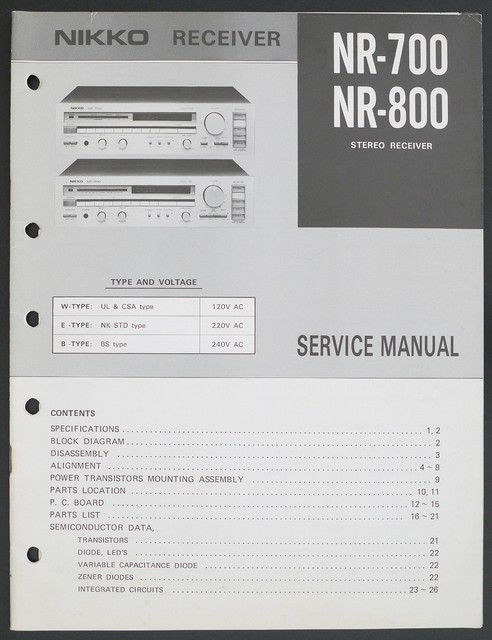 NIKKO RECEIVER
NR-700
NR-800
STEREO RECEIVER
TYPE AND VOLTAGE
W-TYPE: UL & CSA type 120V AC
E -TYPE: NK-STD type 220V AC
B -TYPE: BS type 240V AC
SERVICE MANUAL
CONTENTS
SPECIFICATIONS 1, 2
BLOCK DIAGRAM 2
DISASSEMBLY 3
ALIGNMENT 4 ~ 8
POWER TRANSISTORS MOUNTING ASSEMBLY 9
PARTS LOCATION 10, 11
P. C. BOARD 12 ~ 15
PARTS LIST 16 ~ 21
SEMICONDUCTOR DATA,
TRANSISTORS 21
DIODE, LED'S 22
VARIABLE CAPACITANCE DIODE 22
ZENER DIODES 22
INTEGRATED CIRCUITS 23 ~ 26